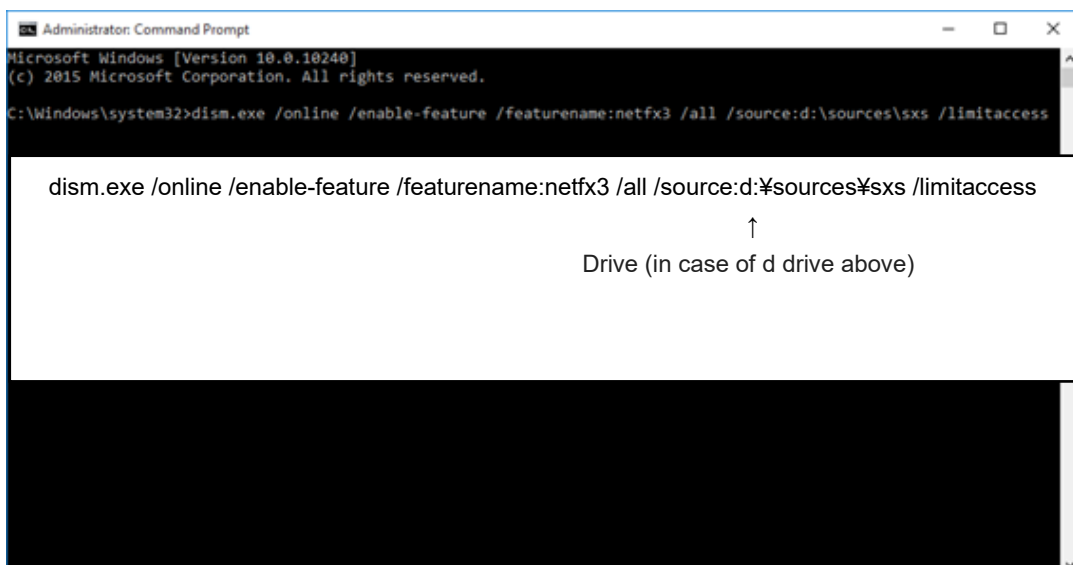 Administrator: Command Prompt
Microsoft Windows [Version 10.0.10240]
(c) 2015 Microsoft Corporation. All rights reserved.
C:\Windows\system32>dism.exe /online /enable-feature /featurename:netfx3 /all /source:d:\sources\sxs /limitaccess
dism.exe /online /enable-feature /featurename:netfx3 /all /source:d:¥sources¥sxs /limitaccess
↑
Drive (in case of d drive above)